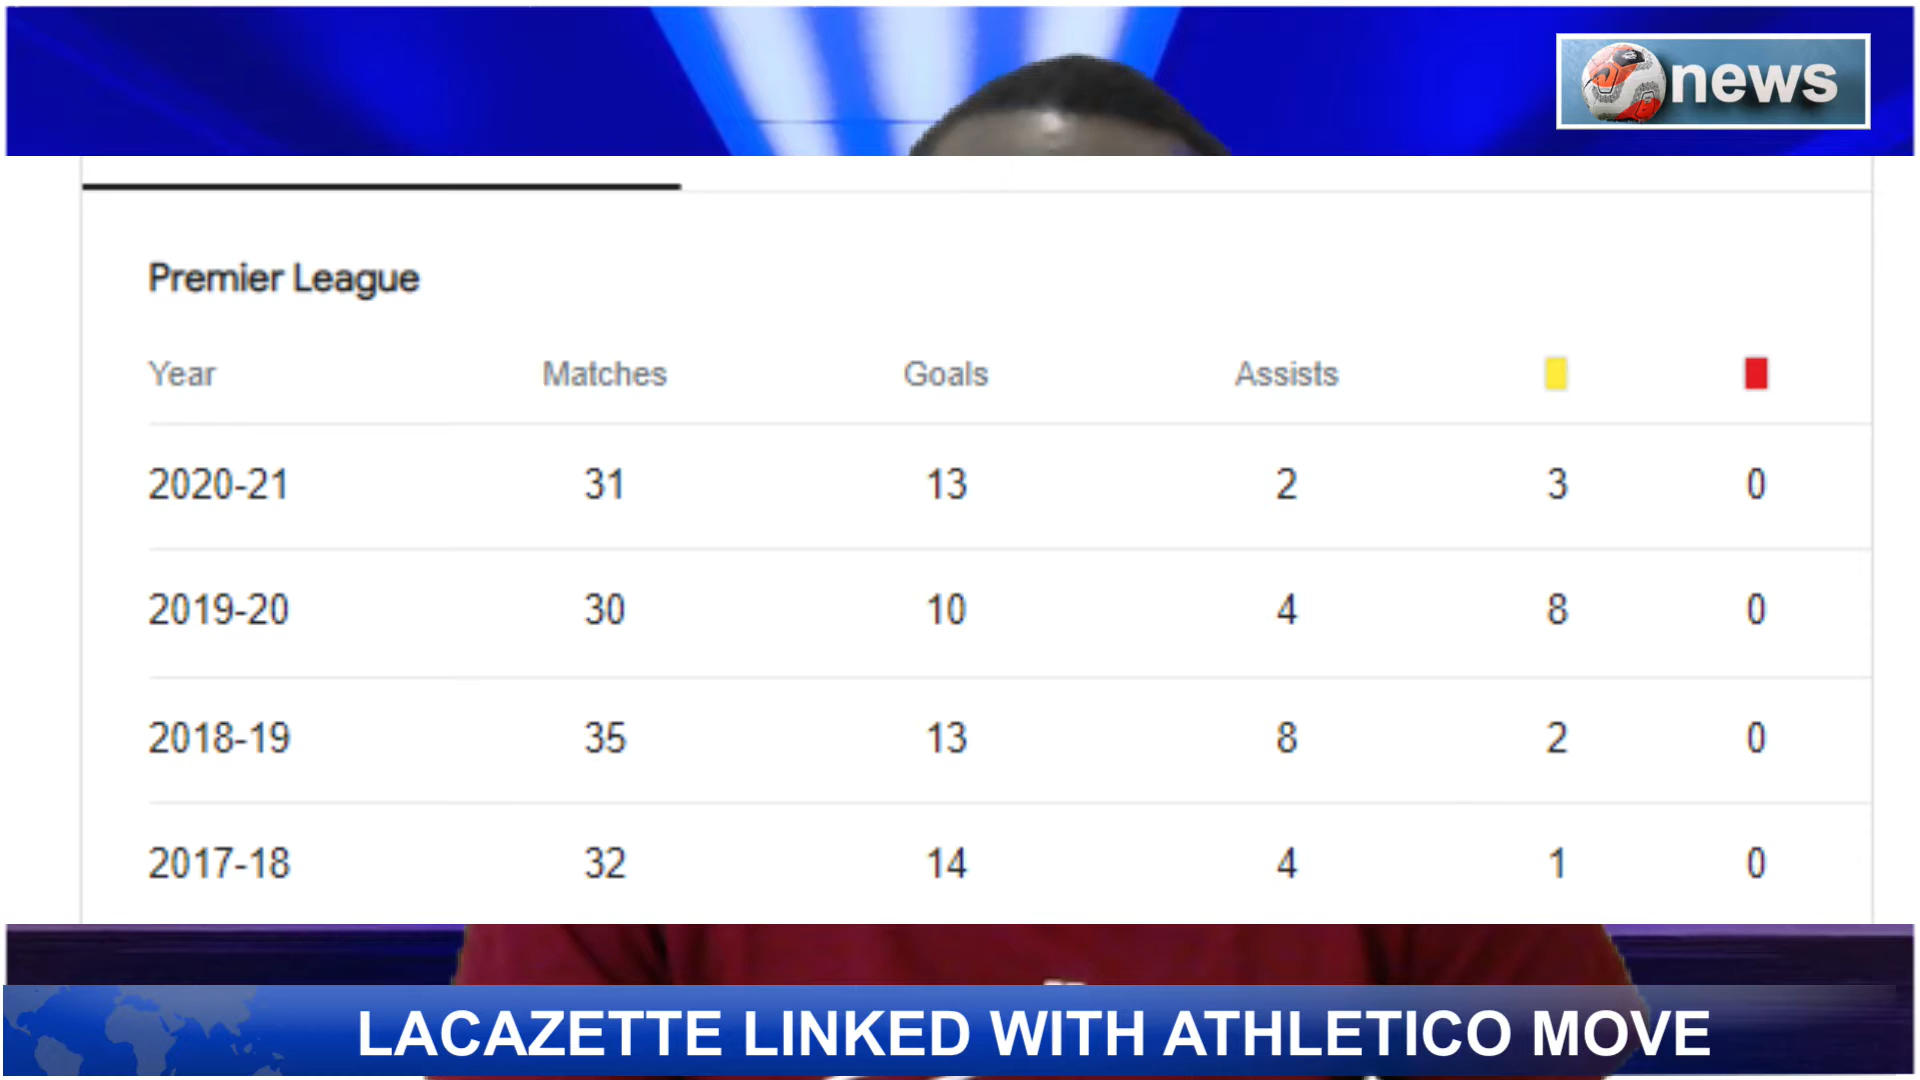 news
Premier League
Year Matches Goals Assists
2020-21 31 13 2 3 0
2019-20 30 10 4 8 0
2018-19 35 13 8 2 0
2017-18 32 14 4 1 0
LACAZETTE LINKED WITH ATHLETICO MOVE